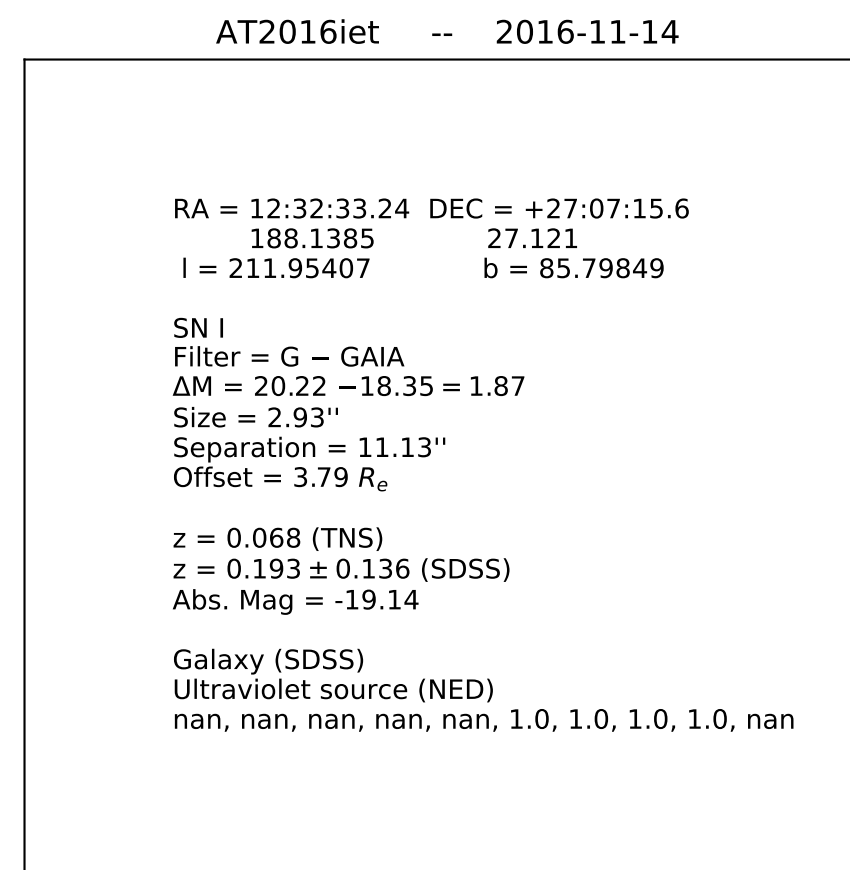 AT2016iet -- 2016-11-14
RA = 12:32:33.24 DEC = +27:07:15.6
188.1385 27.121
l = 211.95407 b = 85.79849
SN I
Filter = G − GAIA
ΔM = 20.22 −18.35 = 1.87
Size = 2.93''
Separation = 11.13''
Offset = 3.79 Rₑ
z = 0.068 (TNS)
z = 0.193 ± 0.136 (SDSS)
Abs. Mag = -19.14
Galaxy (SDSS)
Ultraviolet source (NED)
nan, nan, nan, nan, nan, 1.0, 1.0, 1.0, 1.0, nan